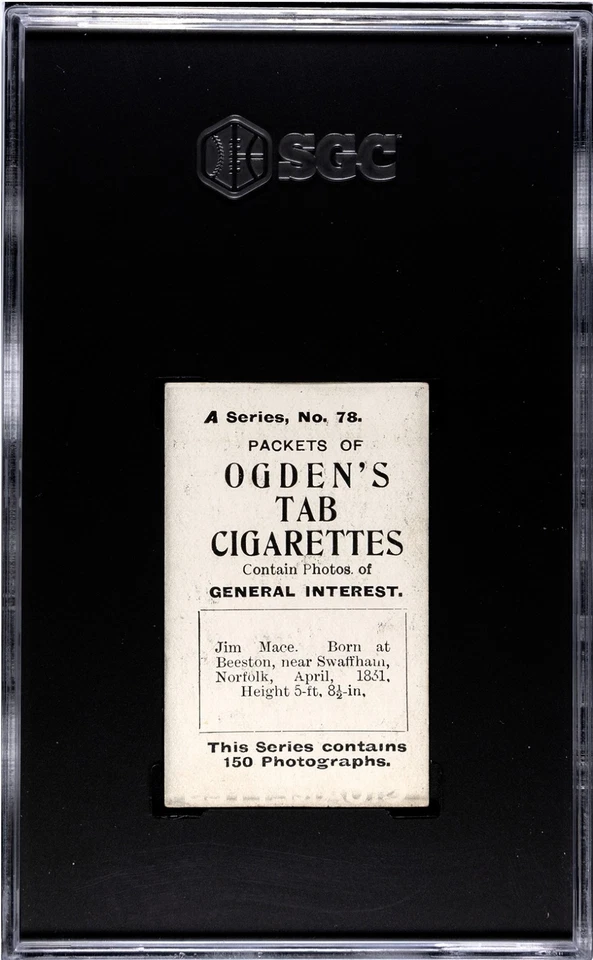 SGC
A Series, No. 78.
PACKETS OF
OGDEN'S
TAB
CIGARETTES
Contain Photos. of
GENERAL INTEREST.
Jim Mace. Born at
Beeston, near Swaffham,
Norfolk, April, 1831,
Height 5-ft, 8½-in,
This Series contains
150 Photographs.